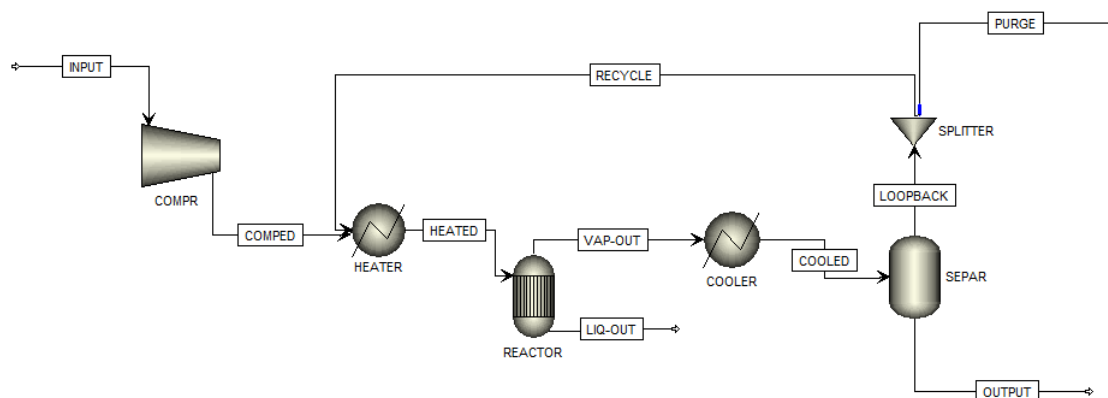 PURGE
INPUT
RECYCLE
SPLITTER
COMPR
LOOPBACK
COMPED
HEATED
VAP-OUT
HEATER
COOLED
COOLER
SEPAR
LIQ-OUT
REACTOR
OUTPUT